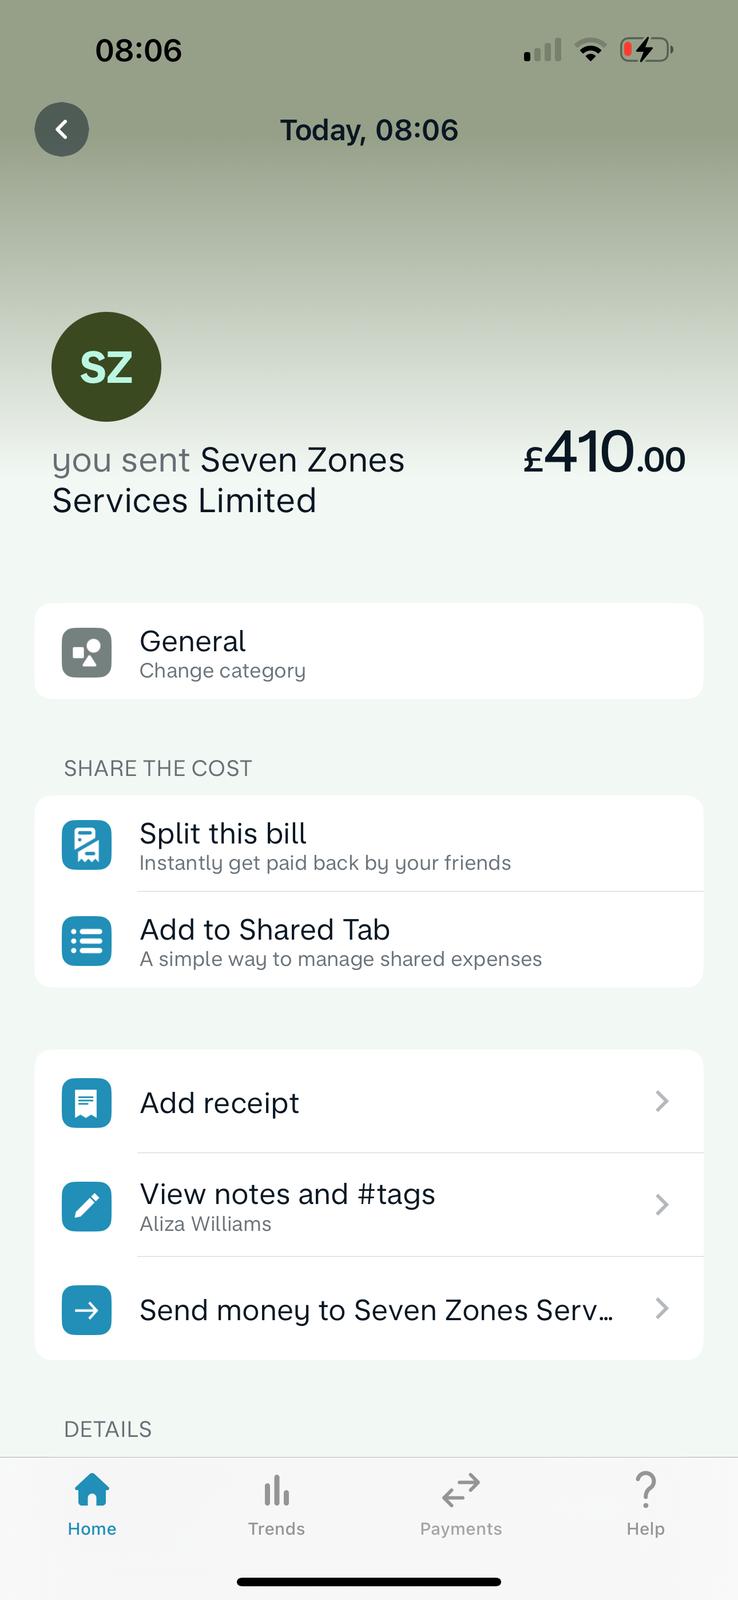 08:06
Today, 08:06
SZ
you sent Seven Zones
Services Limited
£410.00
General
Change category
SHARE THE COST
Split this bill
Instantly get paid back by your friends
Add to Shared Tab
A simple way to manage shared expenses
Add receipt
View notes and #tags
Aliza Williams
Send money to Seven Zones Serv...
DETAILS
Home
Trends
Payments
Help